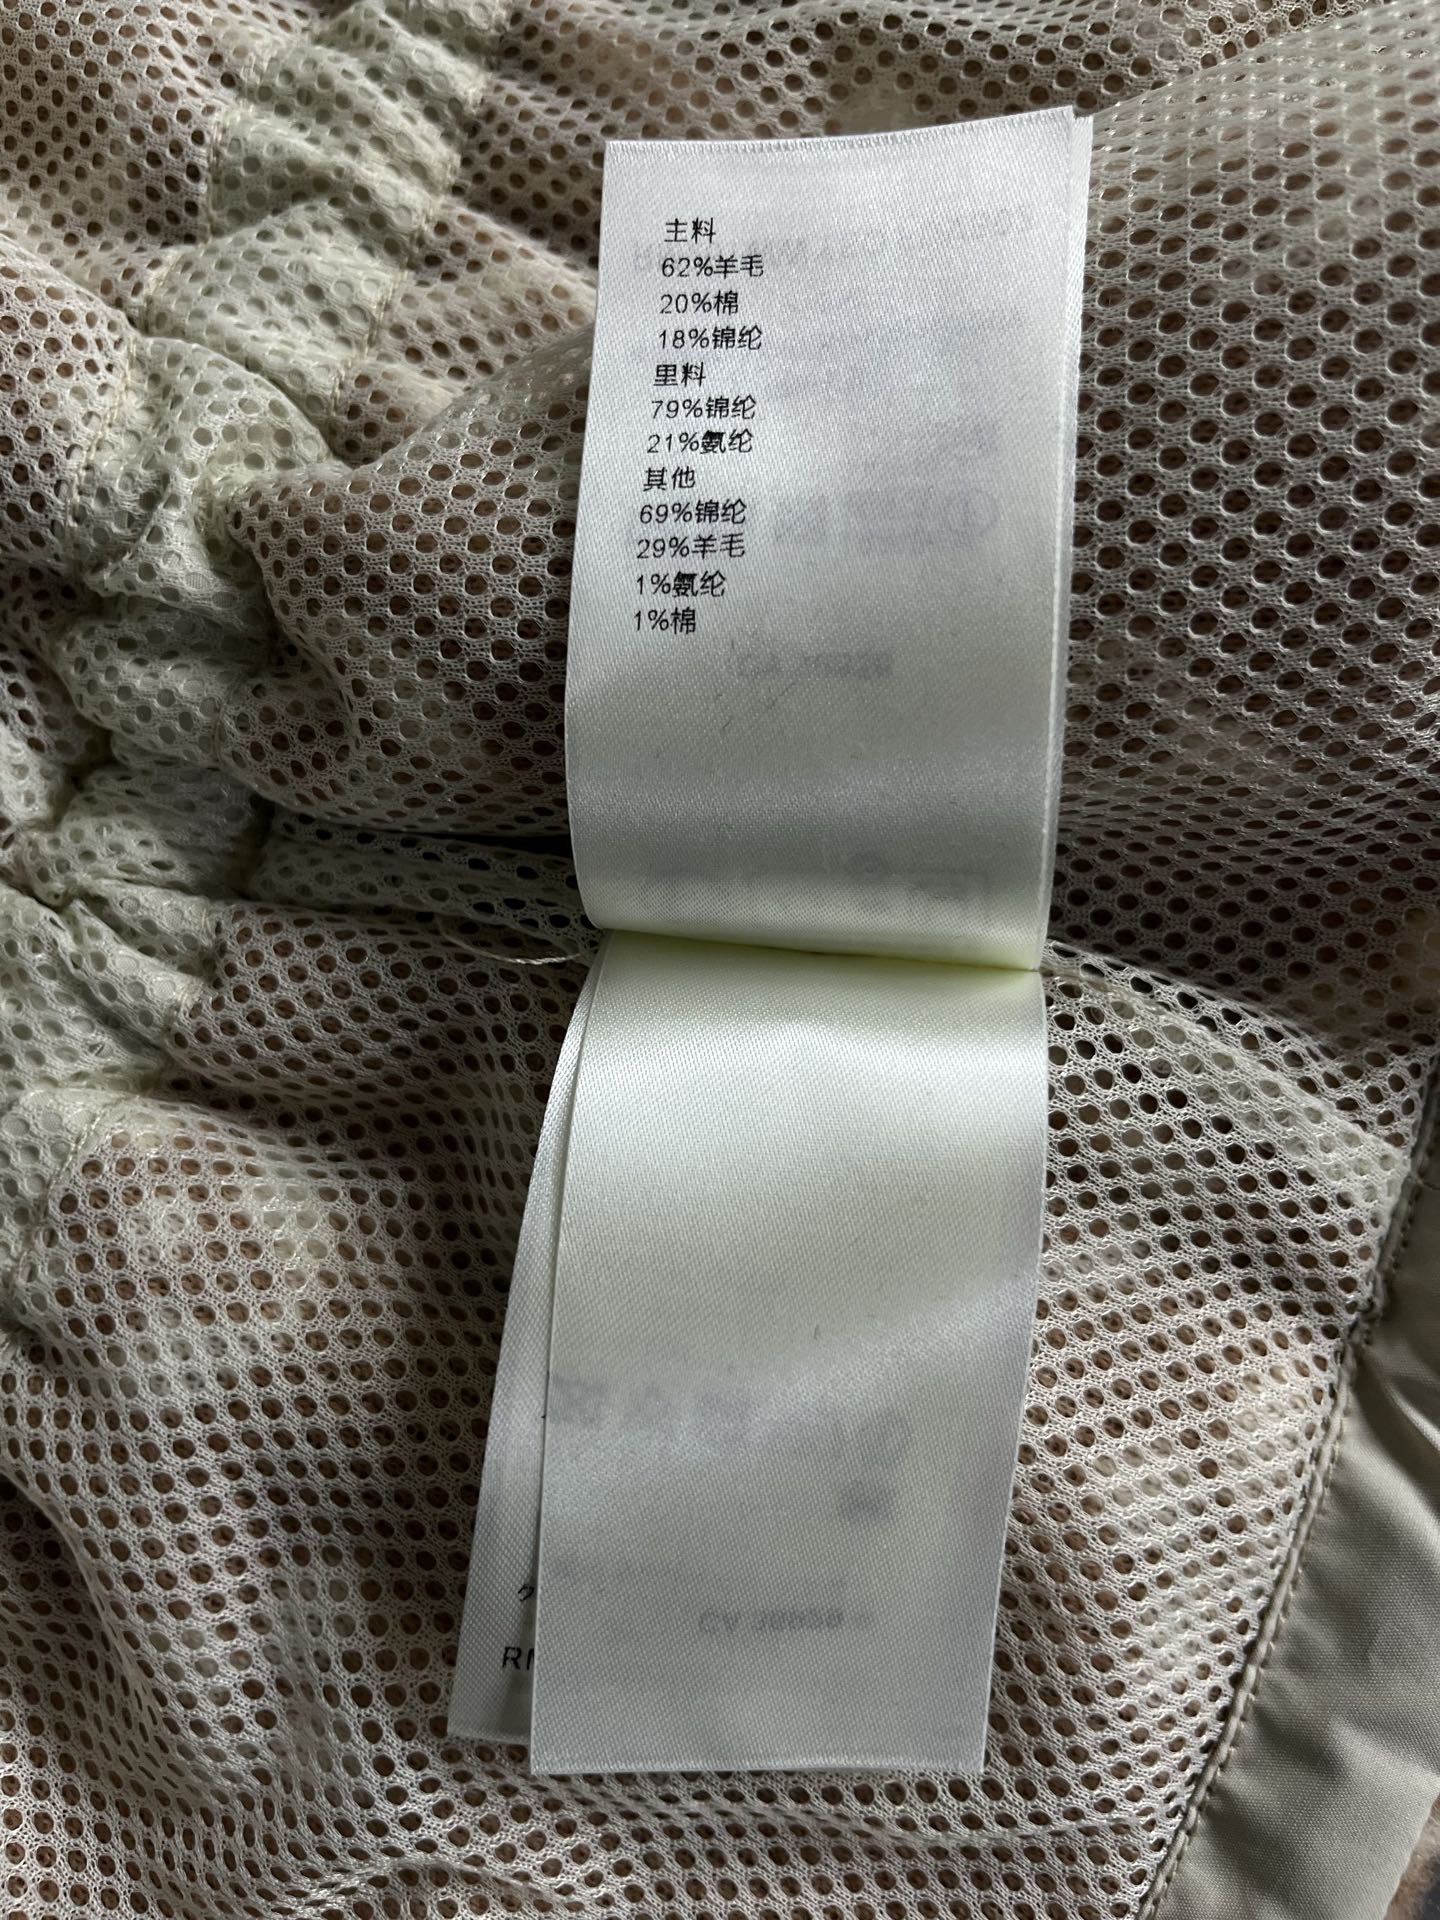 主料
62%羊毛
20%棉
18%锦纶
里料
79%锦纶
21%氨纶
其他
69%锦纶
29%羊毛
1%氨纶
1%棉